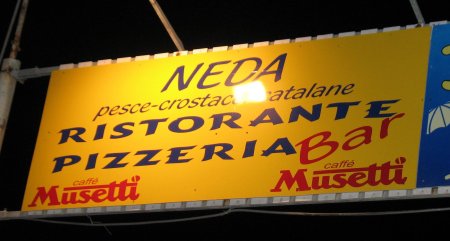 NEDA
pesce-crostacei catalane
RISTORANTE
PIZZERIA Bar
caffè Musetti
caffè Musetti